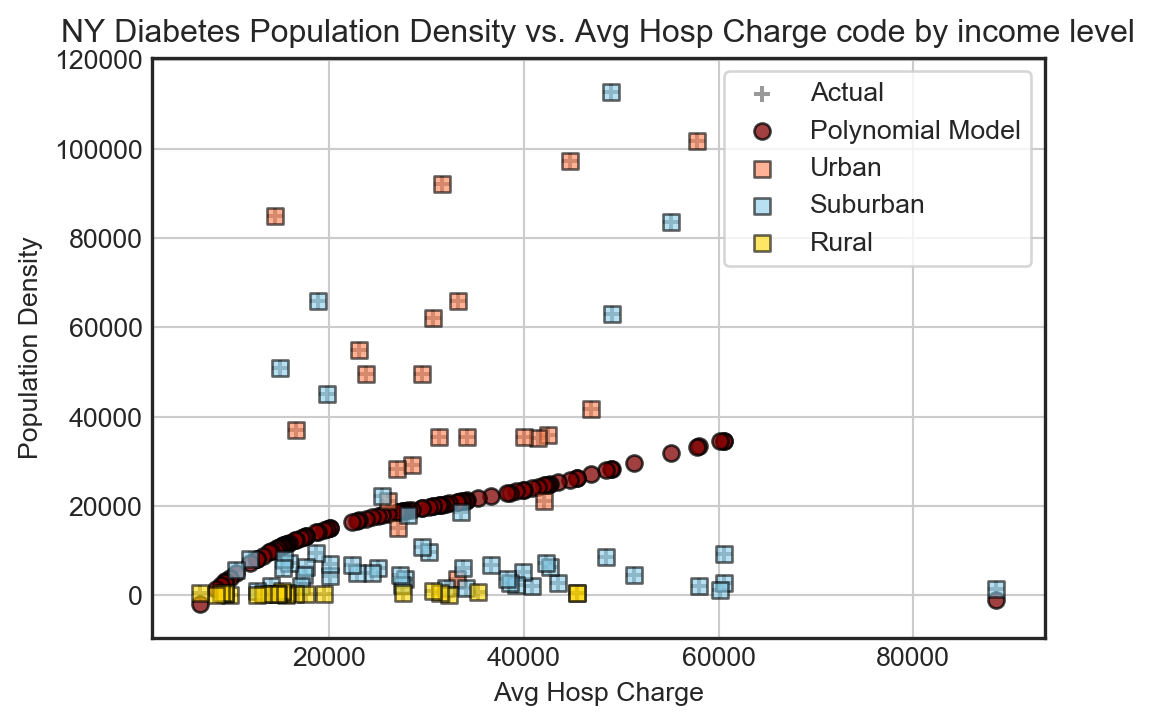 NY Diabetes Population Density vs. Avg Hosp Charge code by income level
120000
100000
80000
60000
40000
20000
0
Population Density
Actual
Polynomial Model
Urban
Suburban
Rural
20000 40000 60000 80000
Avg Hosp Charge